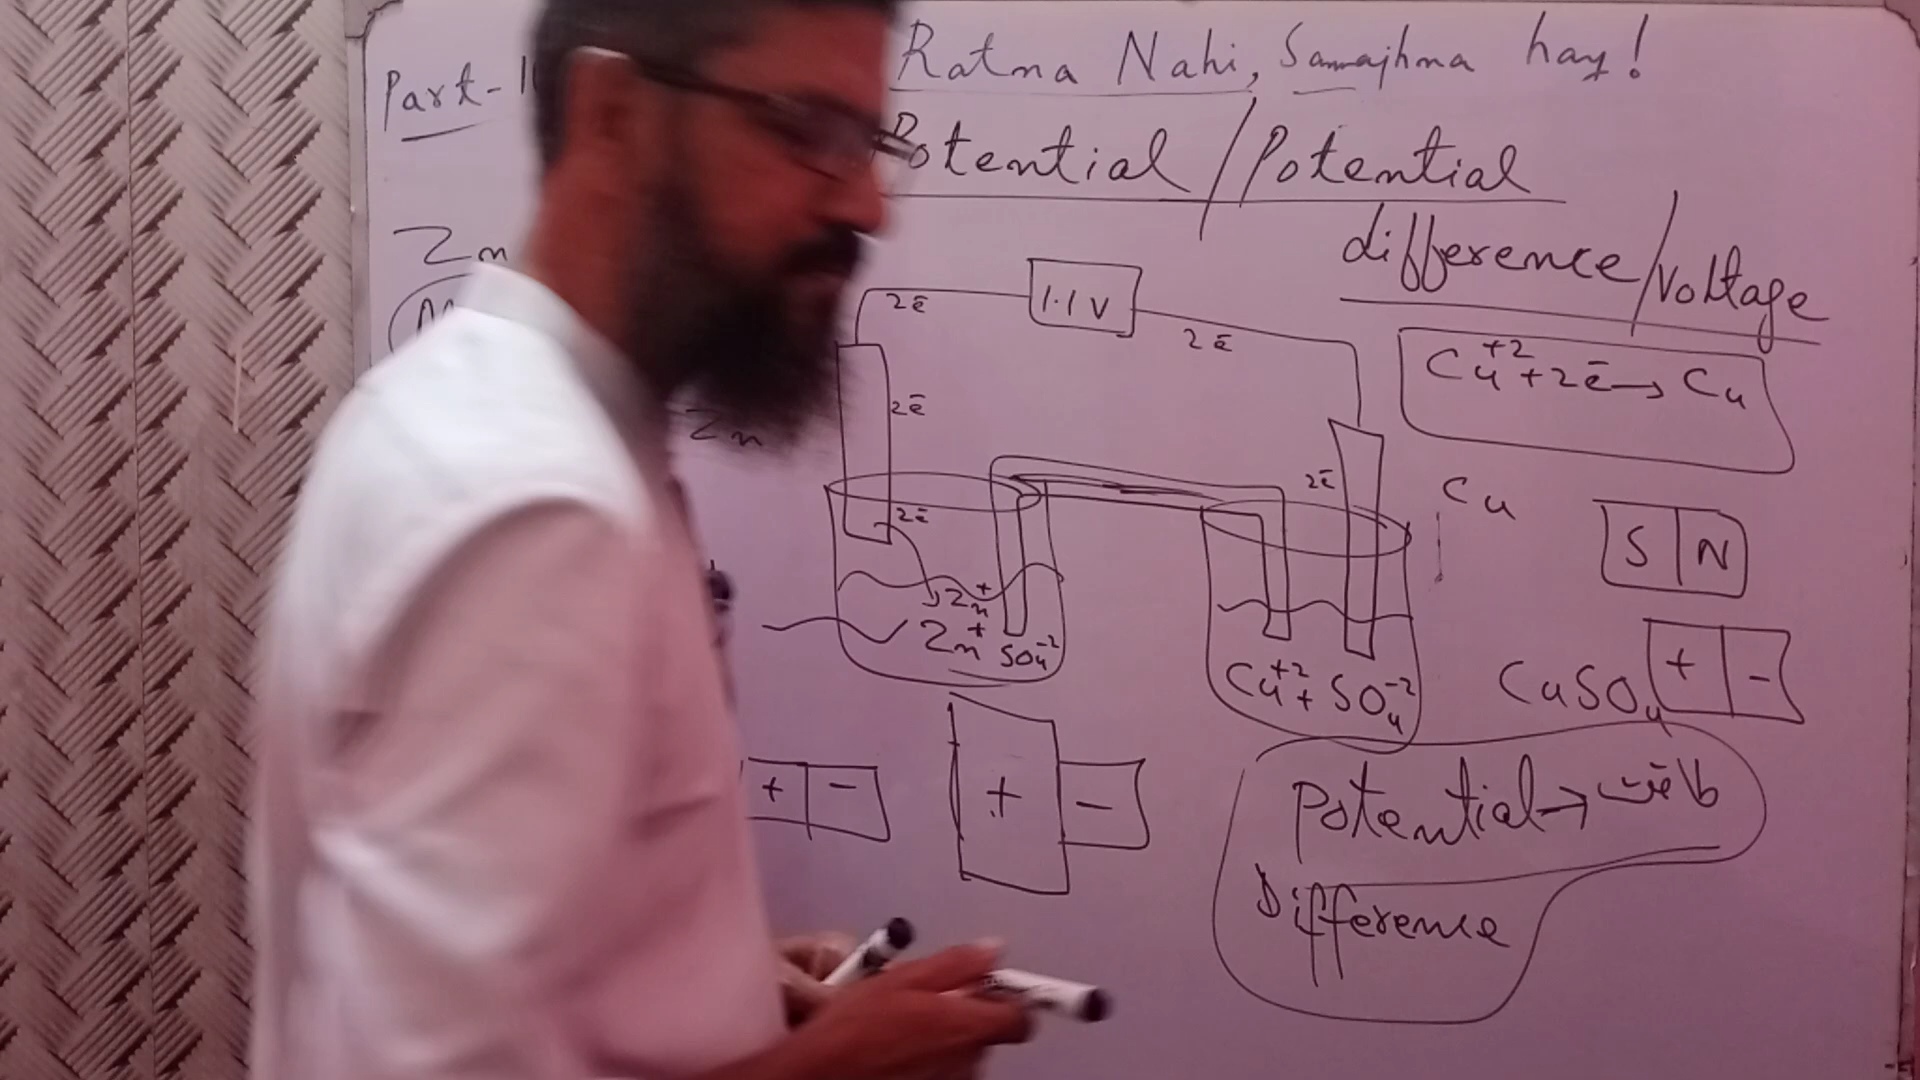 Part-1
Ratna Nahi, Samajhna hay!
Potential / Potential
difference / Voltage
Zn
2ē
1.1 V
2ē
Cu+2 + 2ē → Cu
2ē
Zn
2ē
Cu
2ē
S N
Zn+
Zn+ SO4-2
Cu+2 + SO4-2
CuSO4
+ -
+ -
+ -
Potential → طاقت
Difference